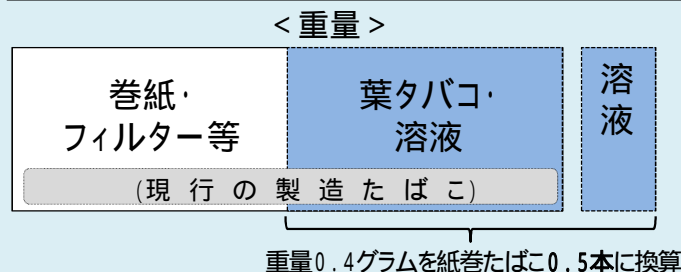 <重量>
巻紙・
フィルター等
葉タバコ・
溶液
溶
液
(現行の製造たばこ)
重量0.4グラムを紙巻たばこ0.5本に換算